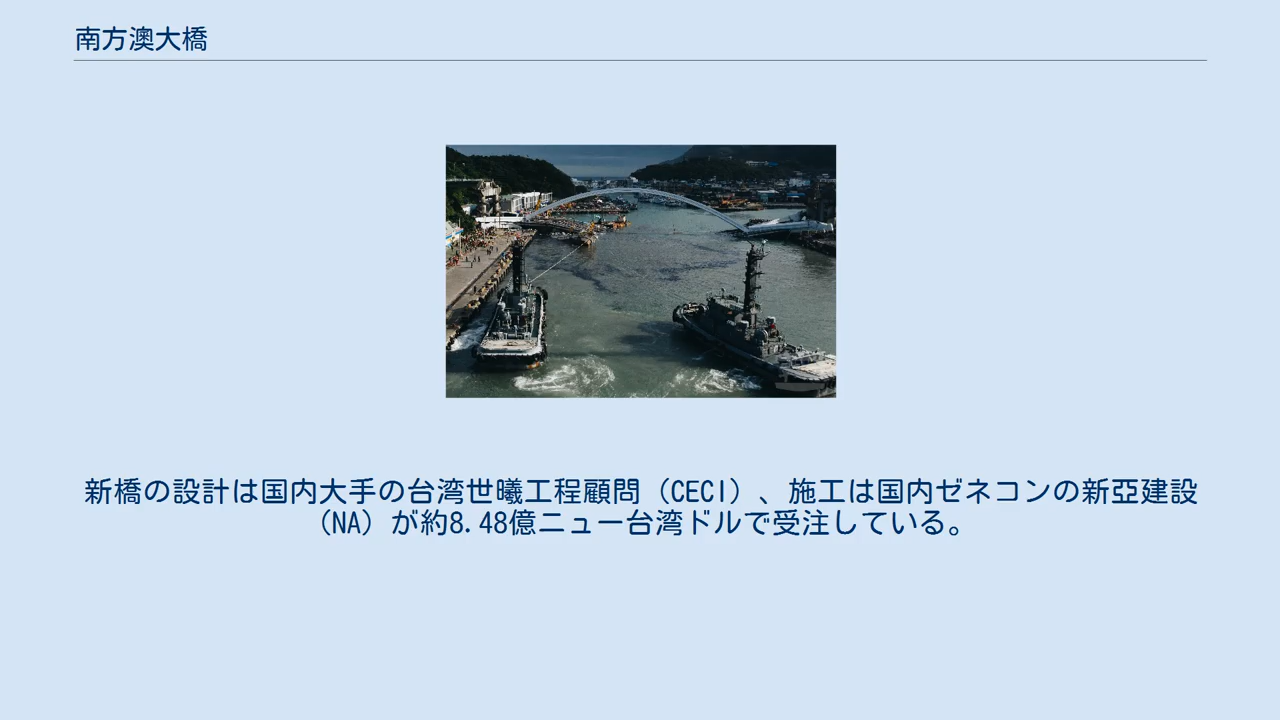 南方澳大橋
新橋の設計は国内大手の台湾世曦工程顧問（CECI）、施工は国内ゼネコンの新亞建設
（NA）が約8.48億ニュー台湾ドルで受注している。